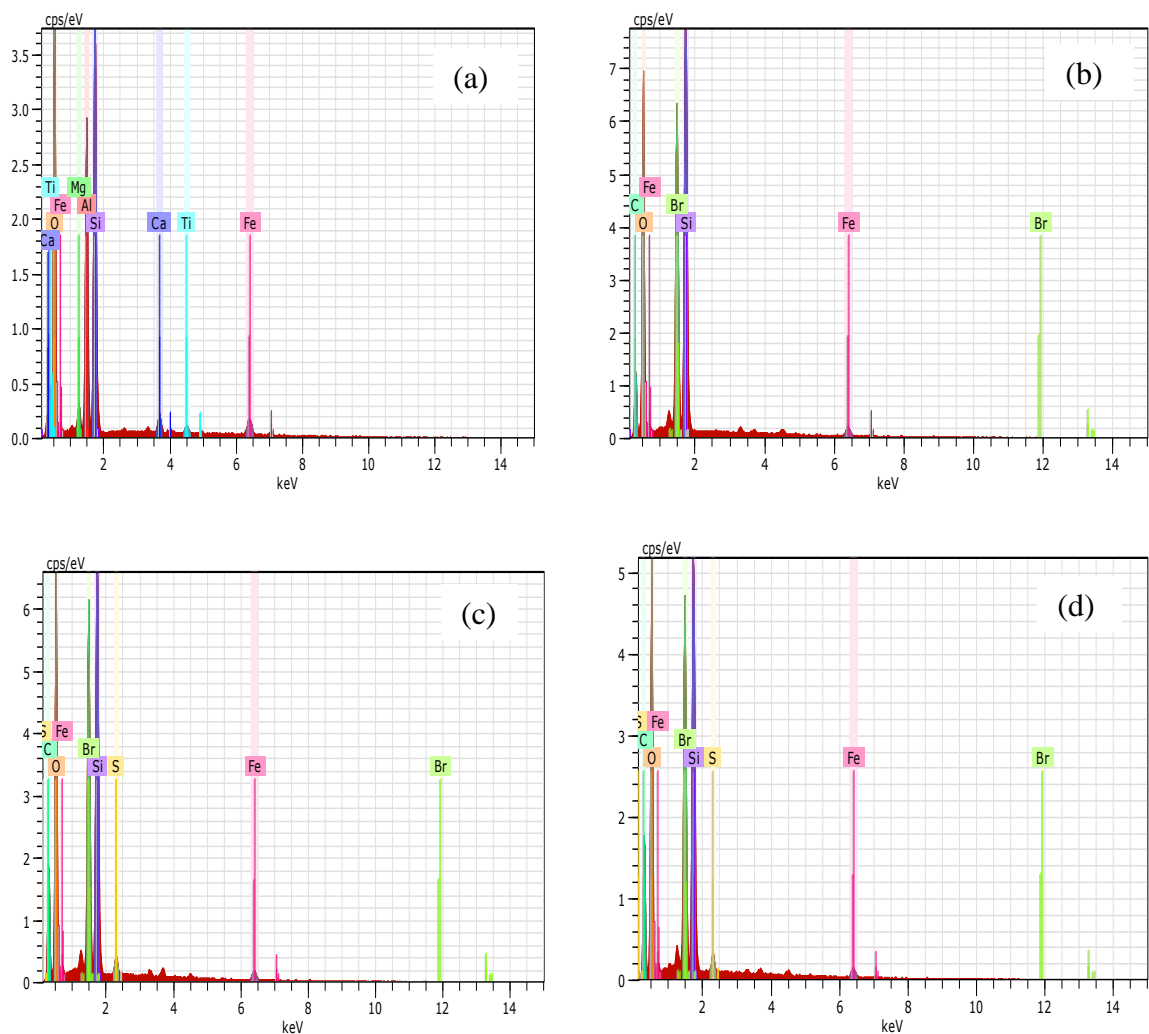 cps/eV
(a)
3.5
3.0
2.5
Ti Mg
2.0
Fe Al
O Si Ca Ti Fe
Ca
1.5
1.0
0.5
0.0
2 4 6 8 10 12 14
keV
cps/eV
(b)
7
6
5
Fe
C Br
4
O Si Fe Br
3
2
1
0
2 4 6 8 10 12 14
keV
cps/eV
(c)
6
5
4
S Fe
C Br
O Si S Fe Br
3
2
1
0
2 4 6 8 10 12 14
keV
cps/eV
(d)
5
4
S Fe
3
C Br
O Si S Fe Br
2
1
0
2 4 6 8 10 12 14
keV